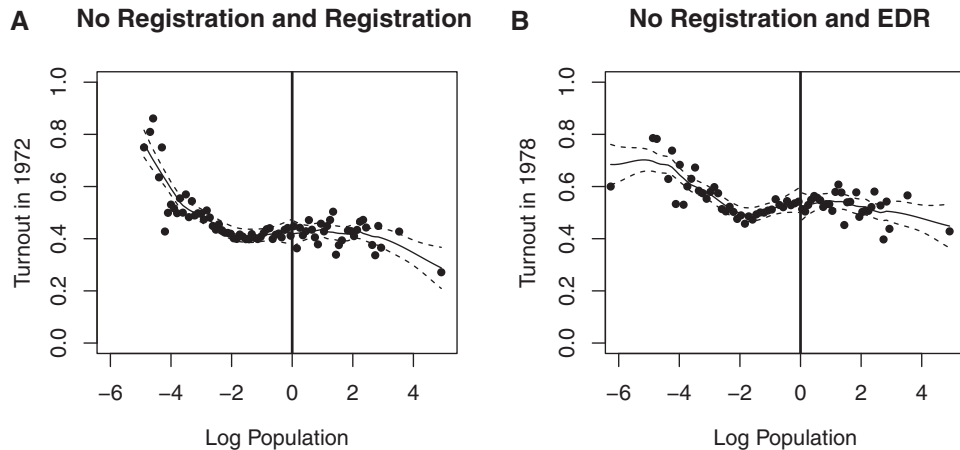 A No Registration and Registration
1.0
0.8
0.6
0.4
0.2
0.0
Turnout in 1972
−6 −4 −2 0 2 4
Log Population
B No Registration and EDR
1.0
0.8
0.6
0.4
0.2
0.0
Turnout in 1978
−6 −4 −2 0 2 4
Log Population